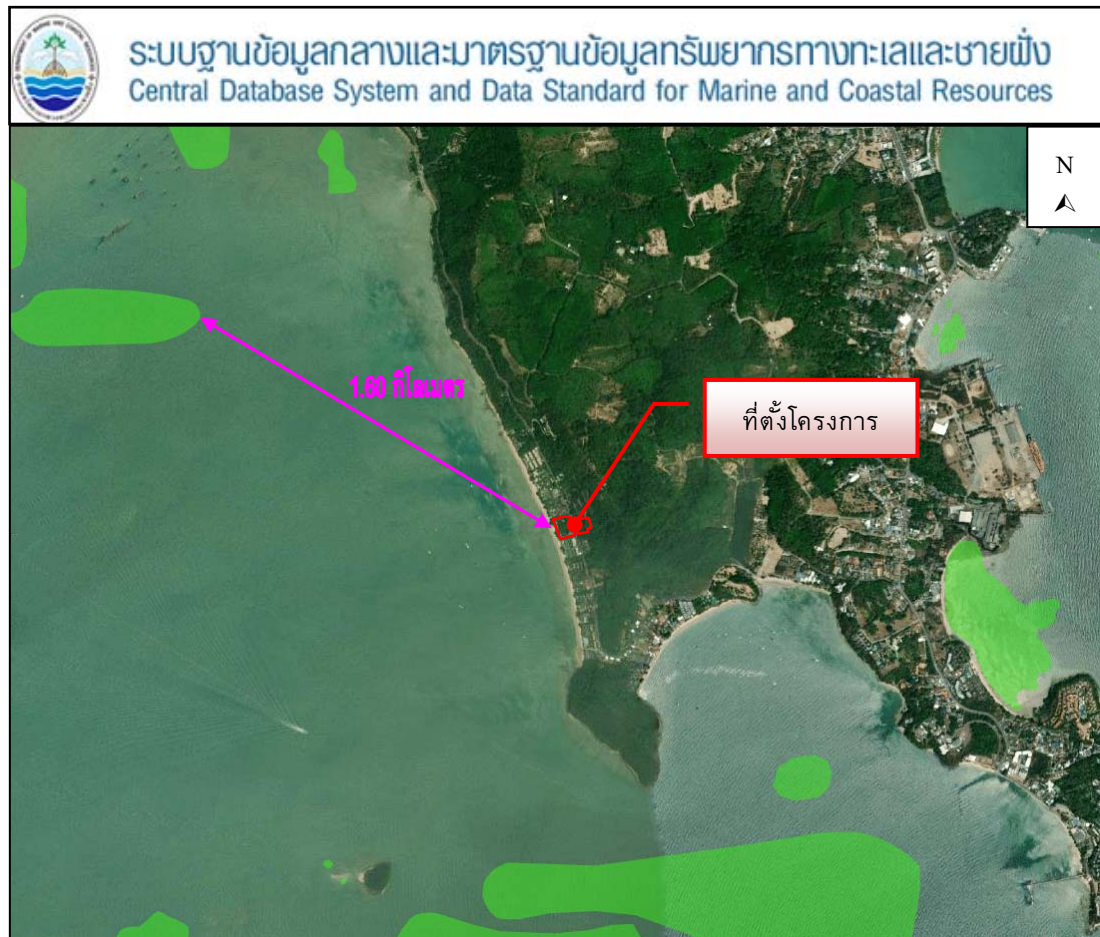 ระบบฐานข้อมูลกลางและมาตรฐานข้อมูลทรัพยากรทางทะเลและชายฝั่ง
Central Database System and Data Standard for Marine and Coastal Resources
N
1.60 กิโลเมตร
ที่ตั้งโครงการ